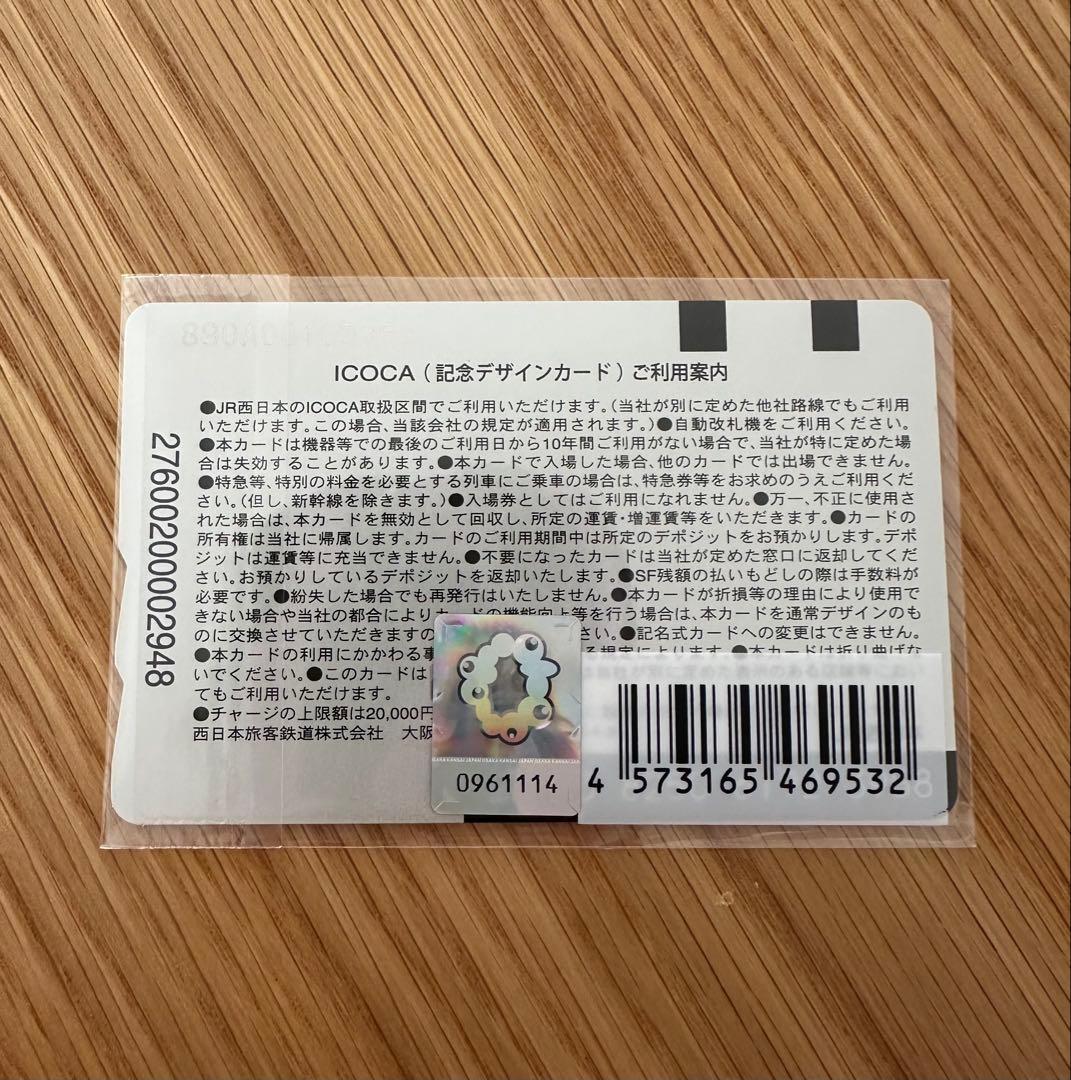 ICOCA（記念デザインカード）ご利用案内
●JR西日本のICOCA取扱区間でご利用いただけます。（当社が別に定めた他社路線でもご利用
いただけます。この場合、当該会社の規定が適用されます。）●自動改札機をご利用ください。
●本カードは機器等での最後のご利用日から10年間ご利用がない場合で、当社が特に定めた場
合は失効することがあります。●本カードで入場した場合、他のカードでは出場できません。
●特急等、特別の料金を必要とする列車にご乗車の場合は、特急券等をお求めのうえご利用くだ
さい。（但し、新幹線を除きます。）●入場券としてはご利用になれません。●万一、不正に使用さ
れた場合は、本カードを無効として回収し、所定の運賃・増運賃等をいただきます。●カードの
所有権は当社に帰属します。カードのご利用期間中は所定のデポジットをお預かりします。デポ
ジットは運賃等に充当できません。●不要になったカードは当社が定めた窓口に返却してくだ
さい。お預かりしているデポジットを返却いたします。●SF残額の払いもどしの際は手数料が
必要です。●紛失した場合でも再発行はいたしません。●本カードが折損等の理由により使用で
きない場合や当社の都合によりカードの機能向上等を行う場合は、本カードを通常デザインのも
のに交換させていただきますの さい。●記名式カードへの変更はできません。
●本カードの利用にかかわる事 る規定によります。●本カードは折り曲げな
いでください。●このカードは
てもご利用いただけます。
●チャージの上限額は20,000円
西日本旅客鉄道株式会社 大阪
276002000002948
OSAKA KANSAI JAPAN
0961114
4 573165 469532